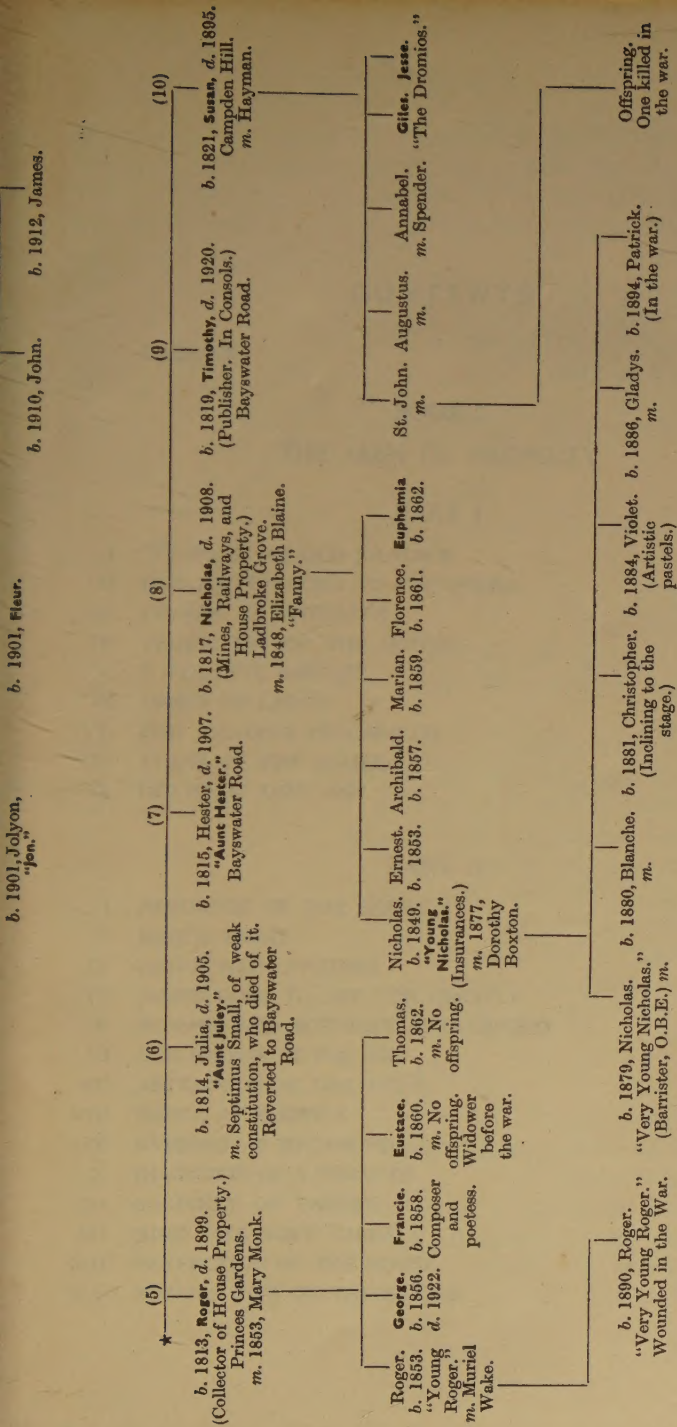 b. 1901, Jolyon,
"Jon."
b. 1901, Fleur.
b. 1910, John.
b. 1912, James.
(5)
(6)
(7)
(8)
(9)
(10)
b. 1813, Roger, d. 1899.
(Collector of House Property.)
Princes Gardens.
m. 1853, Mary Monk.
b. 1814, Julia, d. 1905.
"Aunt Juley."
m. Septimus Small, of weak
constitution, who died of it.
Reverted to Bayswater
Road.
b. 1815, Hester, d. 1907.
"Aunt Hester."
Bayswater Road.
b. 1817, Nicholas, d. 1908.
(Mines, Railways, and
House Property.)
Ladbroke Grove.
m. 1848, Elizabeth Blaine.
"Fanny."
b. 1819, Timothy, d. 1920.
(Publisher. In Consols.)
Bayswater Road.
b. 1821, Susan, d. 1895.
Campden Hill.
m. Hayman.
Roger.
b. 1853.
"Young
Roger."
m. Muriel
Wake.
George.
b. 1856.
d. 1922.
Francie.
b. 1858.
Composer
and
poetess.
Eustace.
b. 1860.
m. No
offspring.
Widower
before
the war.
Thomas.
b. 1862.
m. No
offspring.
Nicholas.
b. 1849.
"Young
Nicholas."
(Insurances.)
m. 1877,
Dorothy
Boxton.
Ernest.
b. 1853.
Archibald.
b. 1857.
Marian.
b. 1859.
Florence.
b. 1861.
Euphemia
b. 1862.
St. John.
m.
Augustus.
m.
Annabel.
m. Spender.
Giles. Jesse.
"The Dromios."
b. 1890, Roger.
"Very Young Roger."
Wounded in the War.
b. 1879, Nicholas.
"Very Young Nicholas."
(Barrister, O.B.E.) m.
b. 1880, Blanche.
m.
b. 1881, Christopher.
(Inclining to the
stage.)
b. 1884, Violet.
(Artistic
pastels.)
b. 1886, Gladys.
m.
b. 1894, Patrick.
(In the war.)
Offspring.
One killed in
the war.